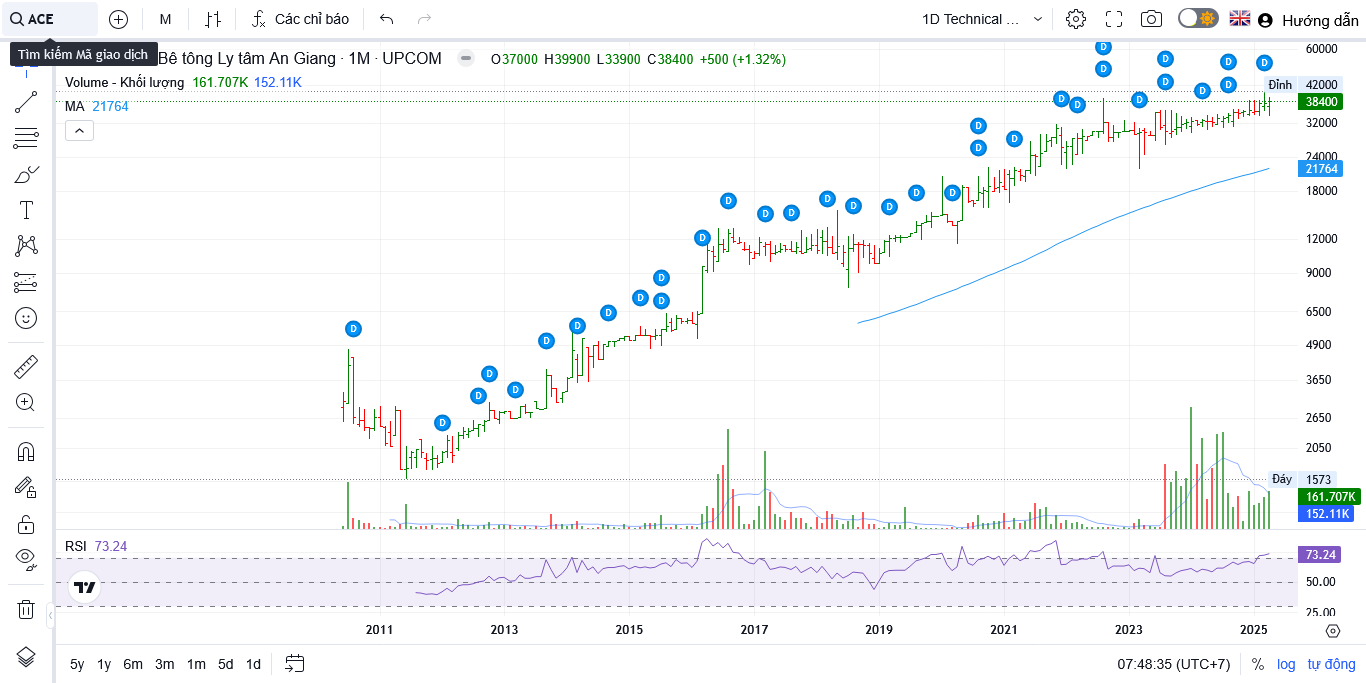 ACE
M
Các chỉ báo
1D Technical ...
Hướng dẫn
Tìm kiếm Mã giao dịch
Bê tông Ly tâm An Giang · 1M · UPCOM
O37000 H39900 L33900 C38400 +500 (+1.32%)
Volume - Khối lượng 161.707K 152.11K
MA 21764
D D D D D D D D D D D D D D D D D D D D D D D D D D D D D D D D D D D D
60000
Đỉnh 42000
38400
32000
24000
21764
18000
12000
9000
6500
4900
3650
2650
2050
Đáy 1573
161.707K
152.11K
RSI 73.24
73.24
50.00
25.00
2011 2013 2015 2017 2019 2021 2023 2025
5y 1y 6m 3m 1m 5d 1d
07:48:35 (UTC+7) % log tự động